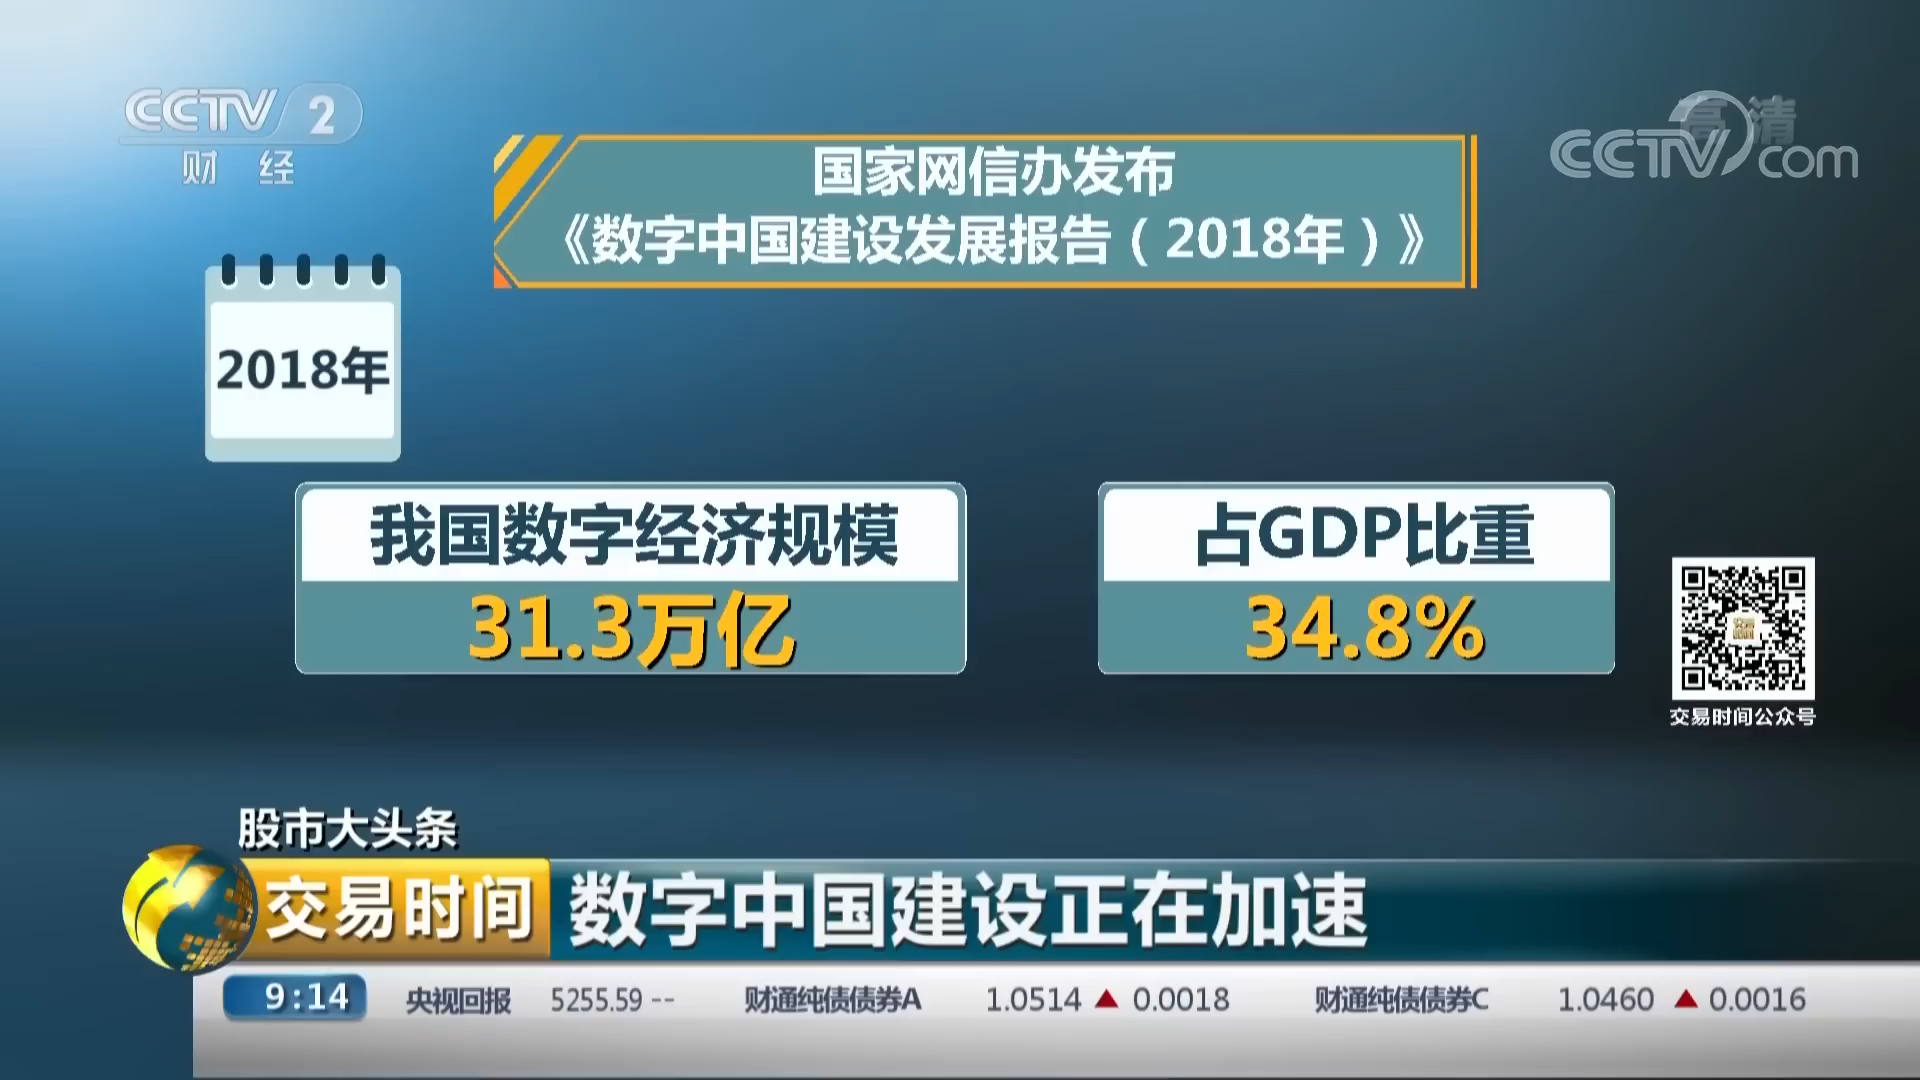 CCTV 2
财 经
高清
CCTV.com
国家网信办发布
《数字中国建设发展报告（2018年）》
2018年
我国数字经济规模
31.3万亿
占GDP比重
34.8%
交易时间公众号
股市大头条
交易时间
数字中国建设正在加速
9:14 央视回报 5255.59 -- 财通纯债债券A 1.0514 ▲ 0.0018 财通纯债债券C 1.0460 ▲ 0.0016